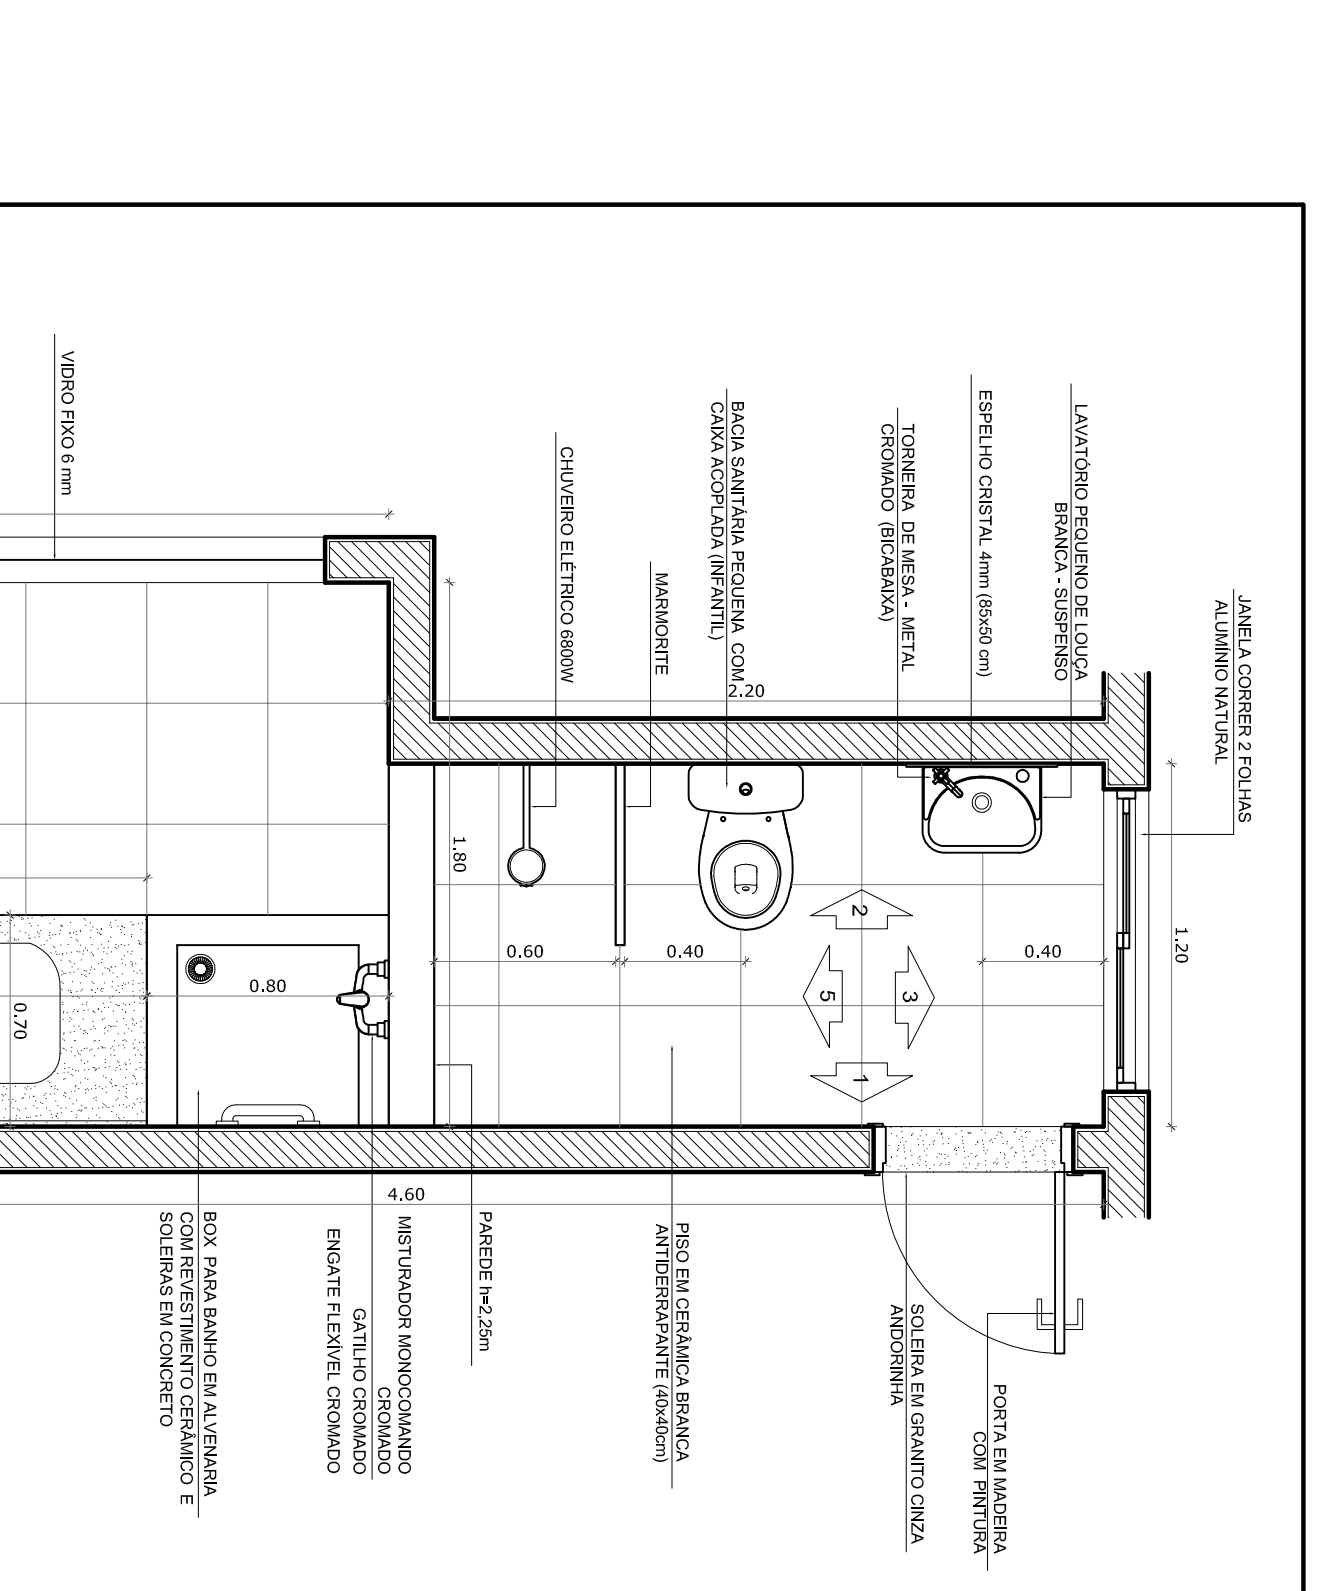 JANELA CORRER 2 FOLHAS
ALUMÍNIO NATURAL
LAVATÓRIO PEQUENO DE LOUÇA
BRANCA - SUSPENSO
ESPELHO CRISTAL 4mm (85x50 cm)
TORNEIRA DE MESA - METAL
CROMADO (BICABAIXA)
BACIA SANITÁRIA PEQUENA COM
CAIXA ACOPLADA (INFANTIL)
MARMORITE
CHUVEIRO ELÉTRICO 6800W
VIDRO FIXO 6 mm
2.20
1.80
1.20
0.60
0.40
0.40
0.80
0.70
2
3
5
1
4.60
PORTA EM MADEIRA
COM PINTURA
SOLEIRA EM GRANITO CINZA
ANDORINHA
PISO EM CERÂMICA BRANCA
ANTIDERRAPANTE (40x40cm)
PAREDE h=2,25m
MISTURADOR MONOCOMANDO
CROMADO
GATILHO CROMADO
ENGATE FLEXÍVEL CROMADO
BOX PARA BANHO EM ALVENARIA
COM REVESTIMENTO CERÂMICO E
SOLEIRAS EM CONCRETO